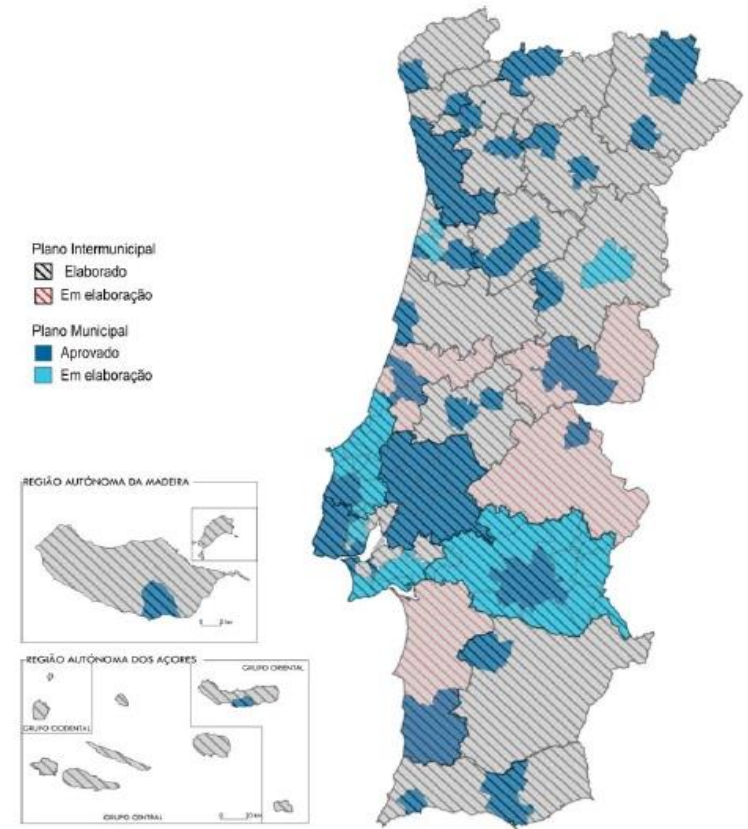 Plano Intermunicipal
Elaborado
Em elaboração
Plano Municipal
Aprovado
Em elaboração
REGIÃO AUTÓNOMA DA MADEIRA
REGIÃO AUTÓNOMA DOS AÇORES
GRUPO ORIENTAL
GRUPO OCIDENTAL
GRUPO CENTRAL